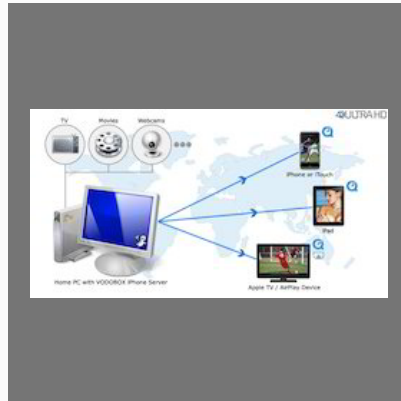 4K ULTRA HD
TV Movies Webcams
iPhone or iTouch
iPad
Home PC with VODOBOX iPhone Server
Apple TV / AirPlay Device